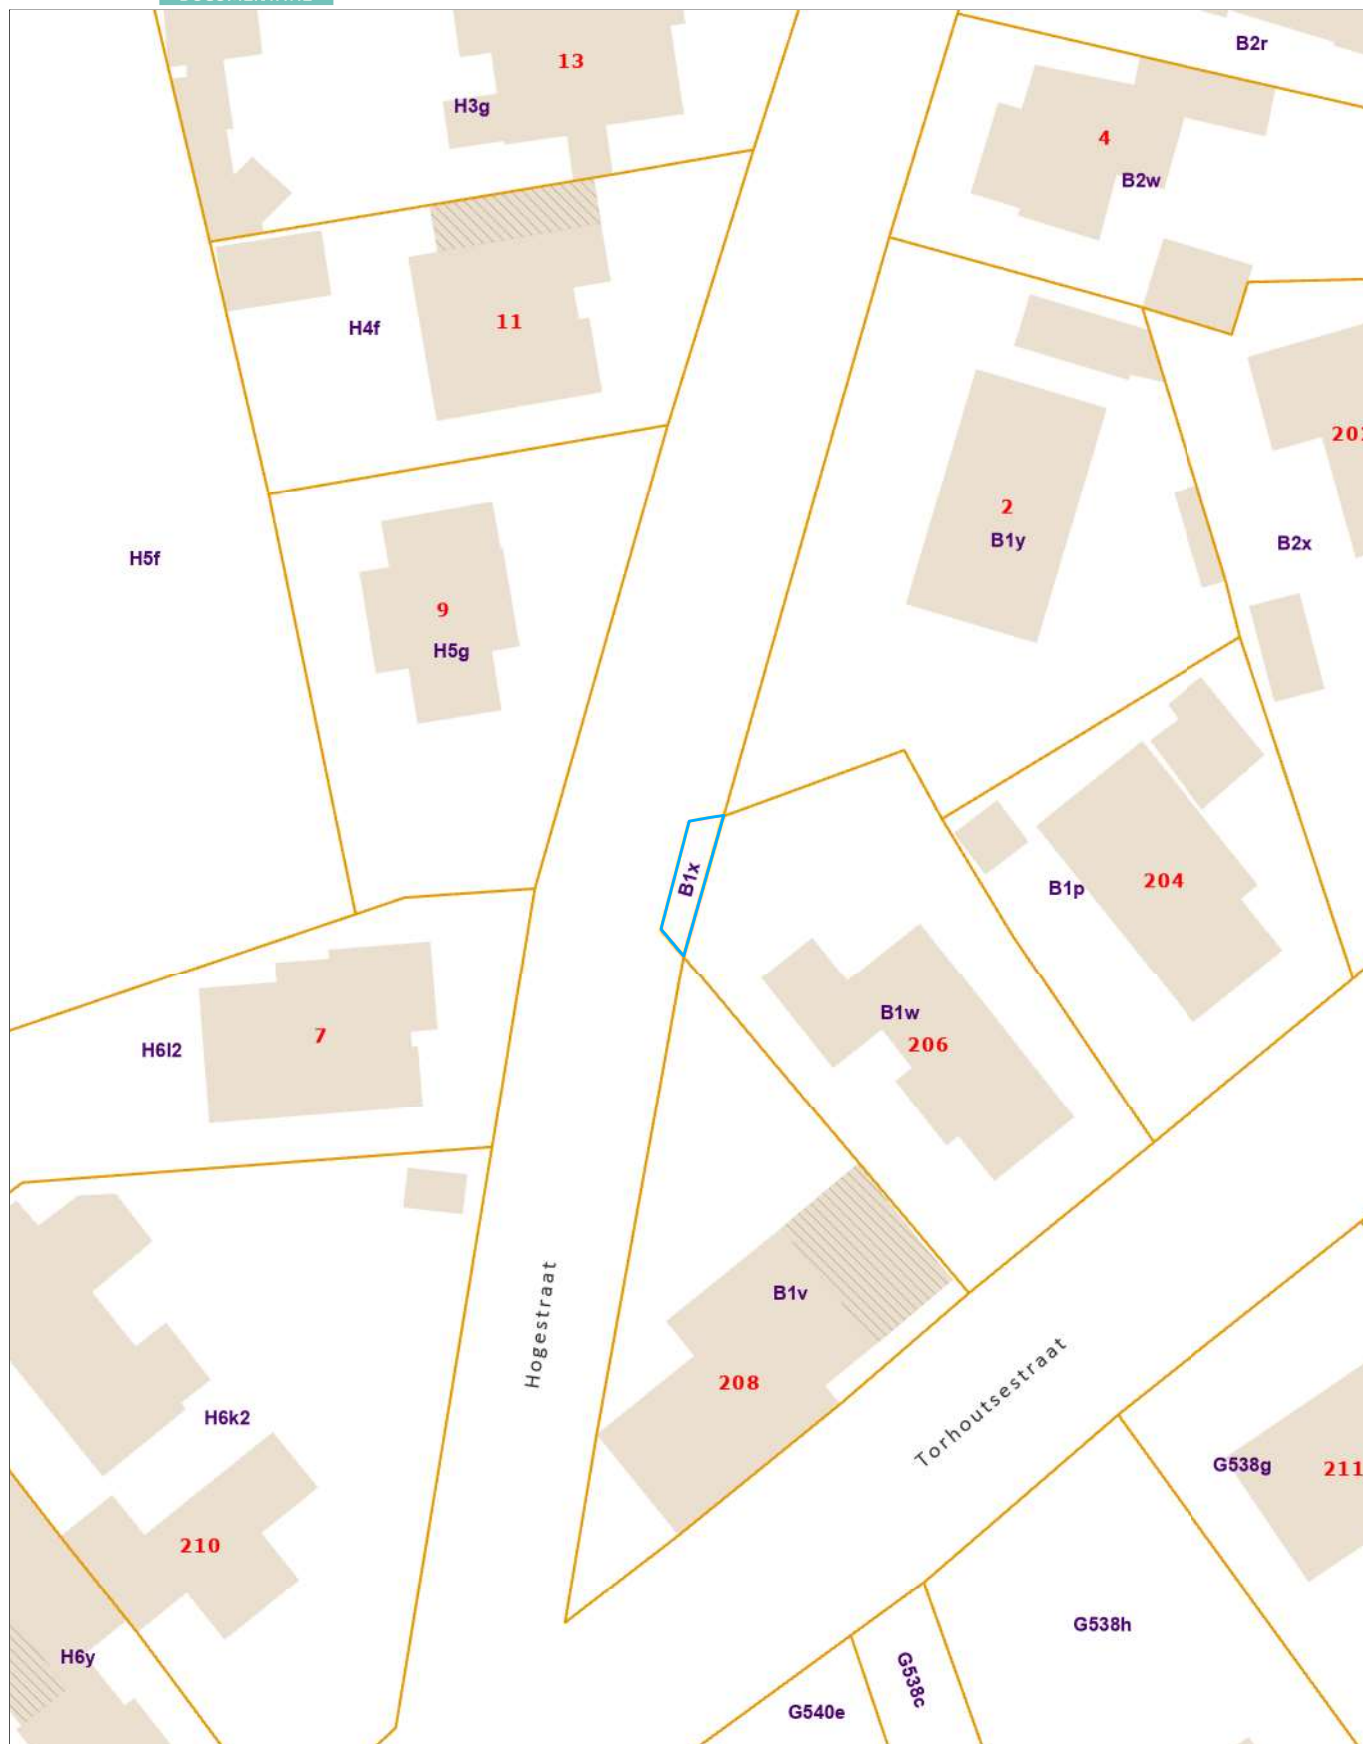 B2r
13
H3g
4
B2w
11
H4f
202
2
B1y
B2x
H5f
9
H5g
B1x
204
B1p
B1w
206
7
H6l2
B1v
Hogestraat
208
Torhoutsestraat
H6k2
G538g
211
210
G538h
H6y
G538c
G540e